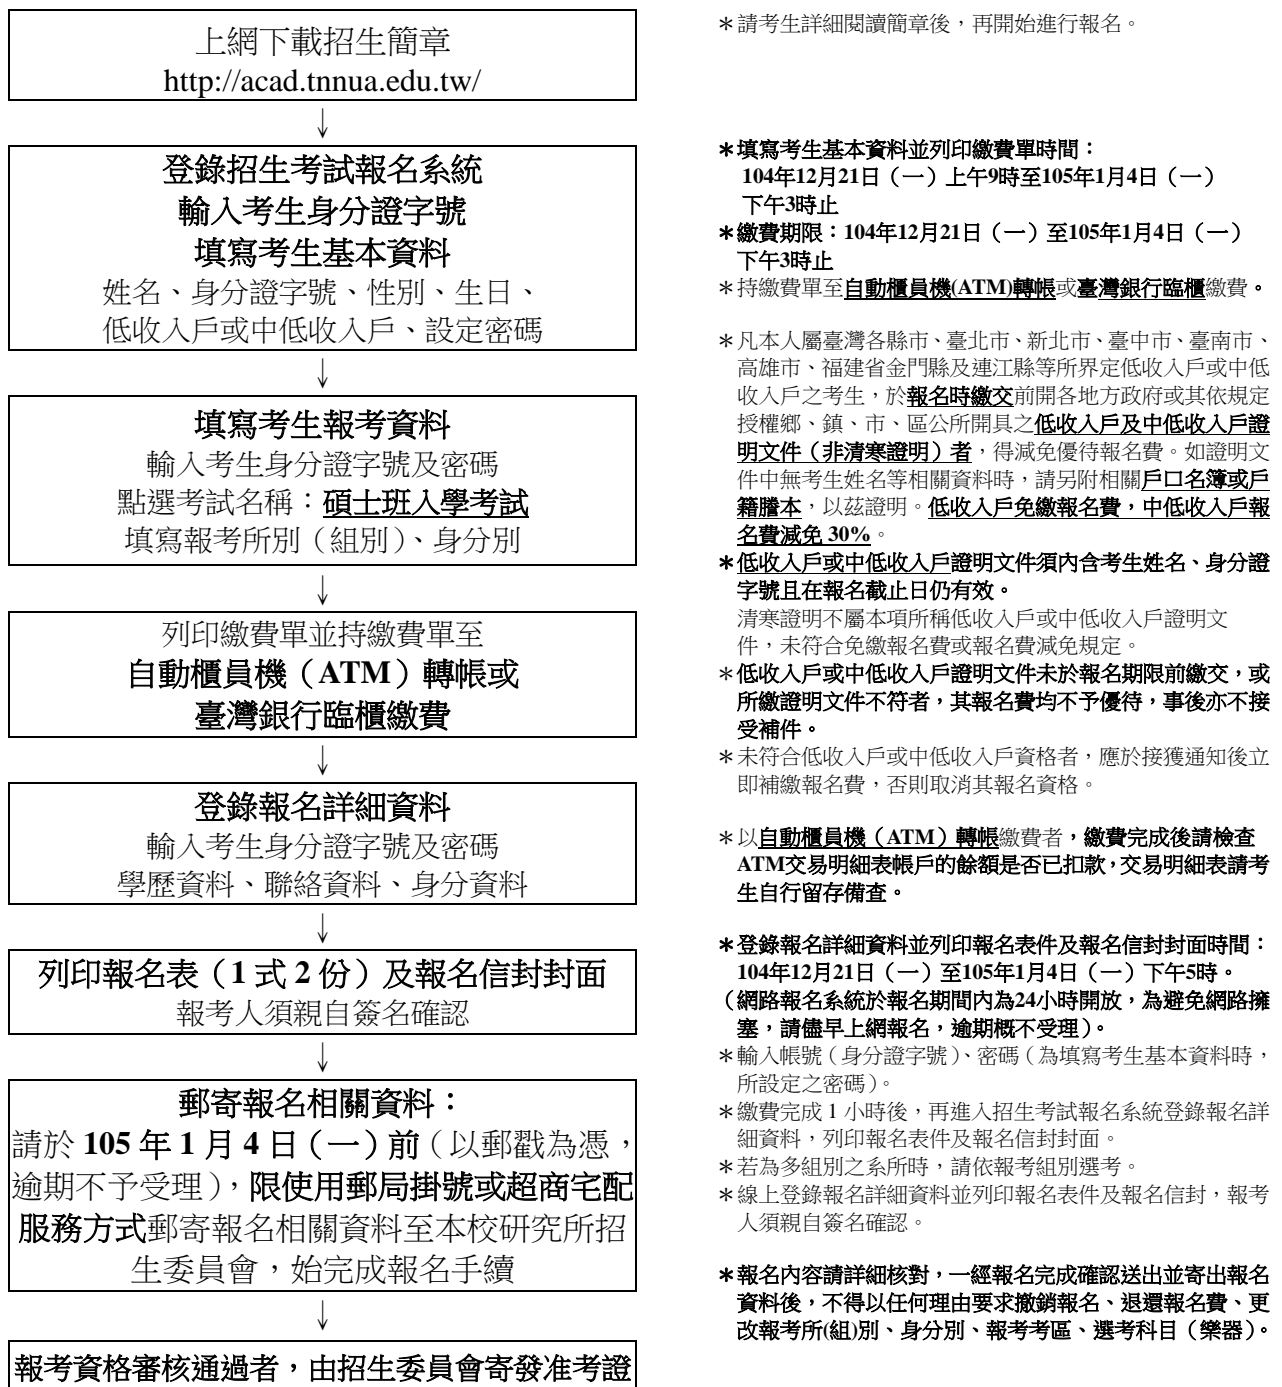 上網下載招生簡章
http://acad.tnnua.edu.tw/
↓
登錄招生考試報名系統
輸入考生身分證字號
填寫考生基本資料
姓名、身分證字號、性別、生日、
低收入戶或中低收入戶、設定密碼
↓
填寫考生報考資料
輸入考生身分證字號及密碼
點選考試名稱：碩士班入學考試
填寫報考所別（組別）、身分別
↓
列印繳費單並持繳費單至
自動櫃員機（ATM）轉帳或
臺灣銀行臨櫃繳費
↓
登錄報名詳細資料
輸入考生身分證字號及密碼
學歷資料、聯絡資料、身分資料
↓
列印報名表（1 式 2 份）及報名信封封面
報考人須親自簽名確認
↓
郵寄報名相關資料：
請於 105 年 1 月 4 日（一）前（以郵戳為憑，
逾期不予受理），限使用郵局掛號或超商宅配
服務方式郵寄報名相關資料至本校研究所招
生委員會，始完成報名手續
↓
報考資格審核通過者，由招生委員會寄發准考證
＊請考生詳細閱讀簡章後，再開始進行報名。
＊填寫考生基本資料並列印繳費單時間：
104年12月21日（一）上午9時至105年1月4日（一）
下午3時止
＊繳費期限：104年12月21日（一）至105年1月4日（一）
下午3時止
＊持繳費單至自動櫃員機(ATM)轉帳或臺灣銀行臨櫃繳費。
＊凡本人屬臺灣各縣市、臺北市、新北市、臺中市、臺南市、
高雄市、福建省金門縣及連江縣等所界定低收入戶或中低
收入戶之考生，於報名時繳交前開各地方政府或其依規定
授權鄉、鎮、市、區公所開具之低收入戶及中低收入戶證
明文件（非清寒證明）者，得減免優待報名費。如證明文
件中無考生姓名等相關資料時，請另附相關戶口名簿或戶
籍謄本，以茲證明。低收入戶免繳報名費，中低收入戶報
名費減免 30%。
＊低收入戶或中低收入戶證明文件須內含考生姓名、身分證
字號且在報名截止日仍有效。
清寒證明不屬本項所稱低收入戶或中低收入戶證明文
件，未符合免繳報名費或報名費減免規定。
＊低收入戶或中低收入戶證明文件未於報名期限前繳交，或
所繳證明文件不符者，其報名費均不予優待，事後亦不接
受補件。
＊未符合低收入戶或中低收入戶資格者，應於接獲通知後立
即補繳報名費，否則取消其報名資格。
＊以自動櫃員機（ATM）轉帳繳費者，繳費完成後請檢查
ATM交易明細表帳戶的餘額是否已扣款，交易明細表請考
生自行留存備查。
＊登錄報名詳細資料並列印報名表件及報名信封封面時間：
104年12月21日（一）至105年1月4日（一）下午5時。
（網路報名系統於報名期間內為24小時開放，為避免網路擁
塞，請儘早上網報名，逾期概不受理）。
＊輸入帳號（身分證字號）、密碼（為填寫考生基本資料時，
所設定之密碼）。
＊繳費完成 1 小時後，再進入招生考試報名系統登錄報名詳
細資料，列印報名表件及報名信封封面。
＊若為多組別之系所時，請依報考組別選考。
＊線上登錄報名詳細資料並列印報名表件及報名信封，報考
人須親自簽名確認。
＊報名內容請詳細核對，一經報名完成確認送出並寄出報名
資料後，不得以任何理由要求撤銷報名、退還報名費、更
改報考所(組)別、身分別、報考考區、選考科目（樂器）。